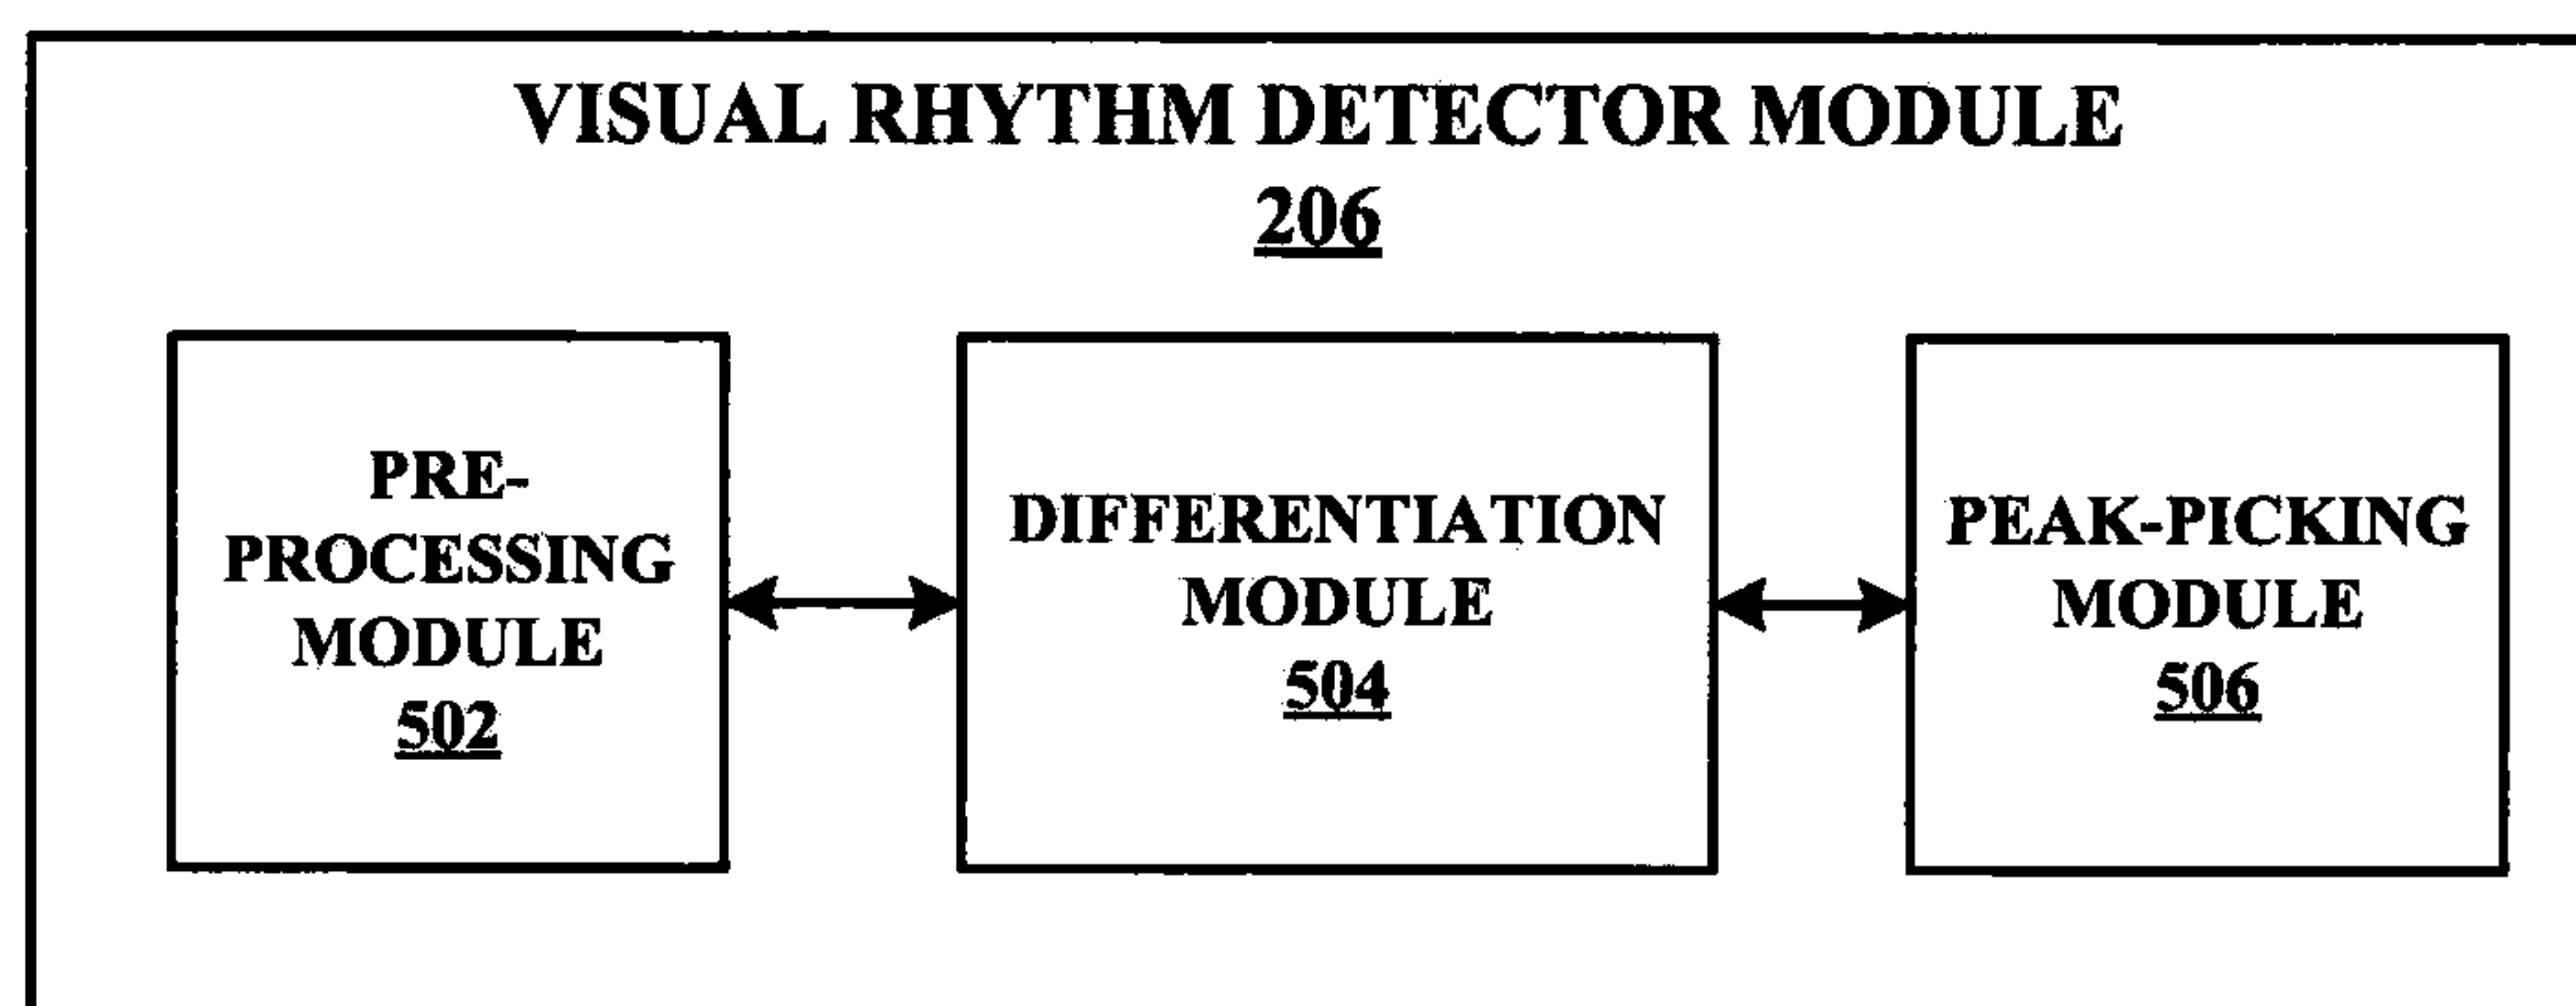 VISUAL RHYTHM DETECTOR MODULE
206
PRE-
PROCESSING
MODULE
502
DIFFERENTIATION
MODULE
504
PEAK-PICKING
MODULE
506